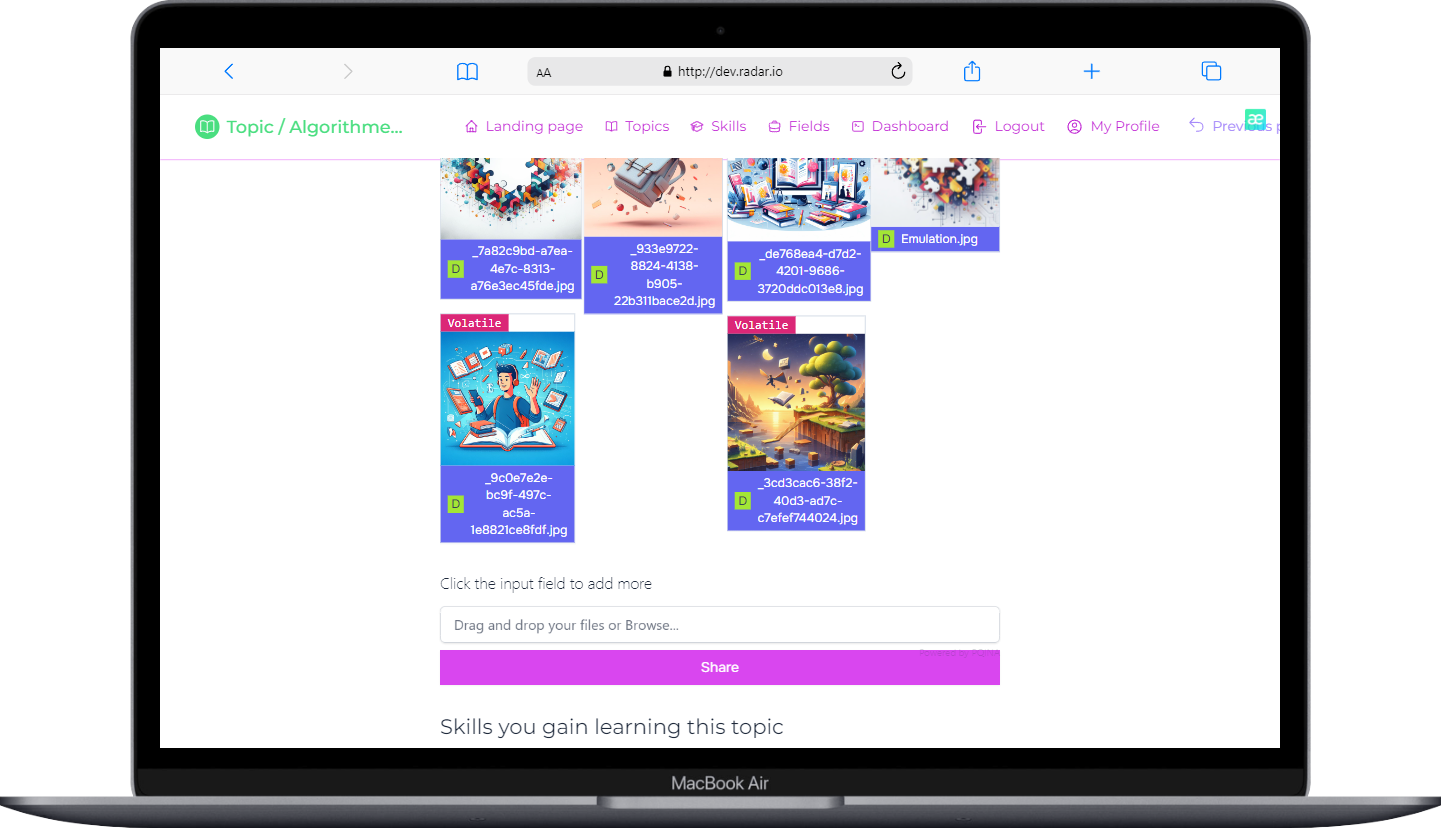 AA
http://dev.radar.io
Topic / Algorithme...
Landing page
Topics
Skills
Fields
Dashboard
Logout
My Profile
æ
D
_7a82c9bd-a7ea-
4e7c-8313-
a76e3ec45fde.jpg
D
_933e9722-
8824-4138-
b905-
22b311bace2d.jpg
D
_de768ea4-d7d2-
4201-9686-
3720ddc013e8.jpg
D
Emulation.jpg
Volatile
D
_9c0e7e2e-
bc9f-497c-
ac5a-
1e8821ce8fdf.jpg
Volatile
D
_3cd3cac6-38f2-
40d3-ad7c-
c7efef744024.jpg
Click the input field to add more
Drag and drop your files or Browse...
Powered by PQINA
Share
Skills you gain learning this topic
MacBook Air